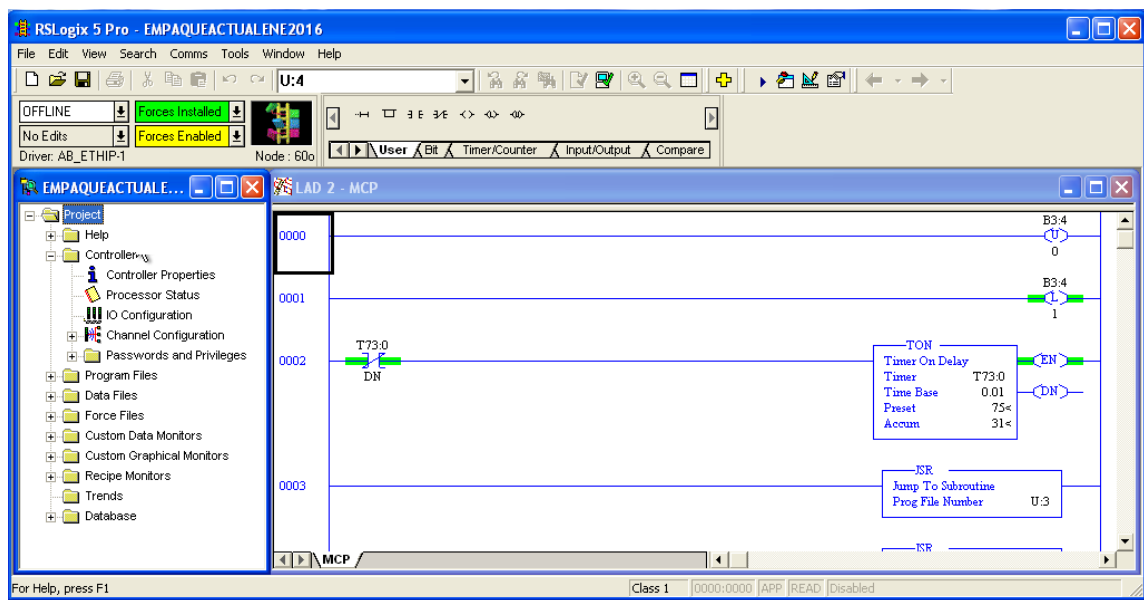 RSLogix 5 Pro - EMPAQUEACTUALENE2016
File Edit View Search Comms Tools Window Help
U:4
OFFLINE Forces Installed
No Edits Forces Enabled
Driver: AB_ETHIP-1 Node : 60o
User Bit Timer/Counter Input/Output Compare
EMPAQUEACTUALE...
Project
Help
Controller
Controller Properties
Processor Status
IO Configuration
Channel Configuration
Passwords and Privileges
Program Files
Data Files
Force Files
Custom Data Monitors
Custom Graphical Monitors
Recipe Monitors
Trends
Database
LAD 2 - MCP
B3:4
0000 U
0
B3:4
0001 L
1
T73:0
0002
DN
TON
Timer On Delay EN
Timer T73:0
Time Base 0.01 DN
Preset 75<
Accum 31<
JSR
0003 Jump To Subroutine
Prog File Number U:3
JSR
MCP
For Help, press F1 Class 1 0000:0000 APP READ Disabled